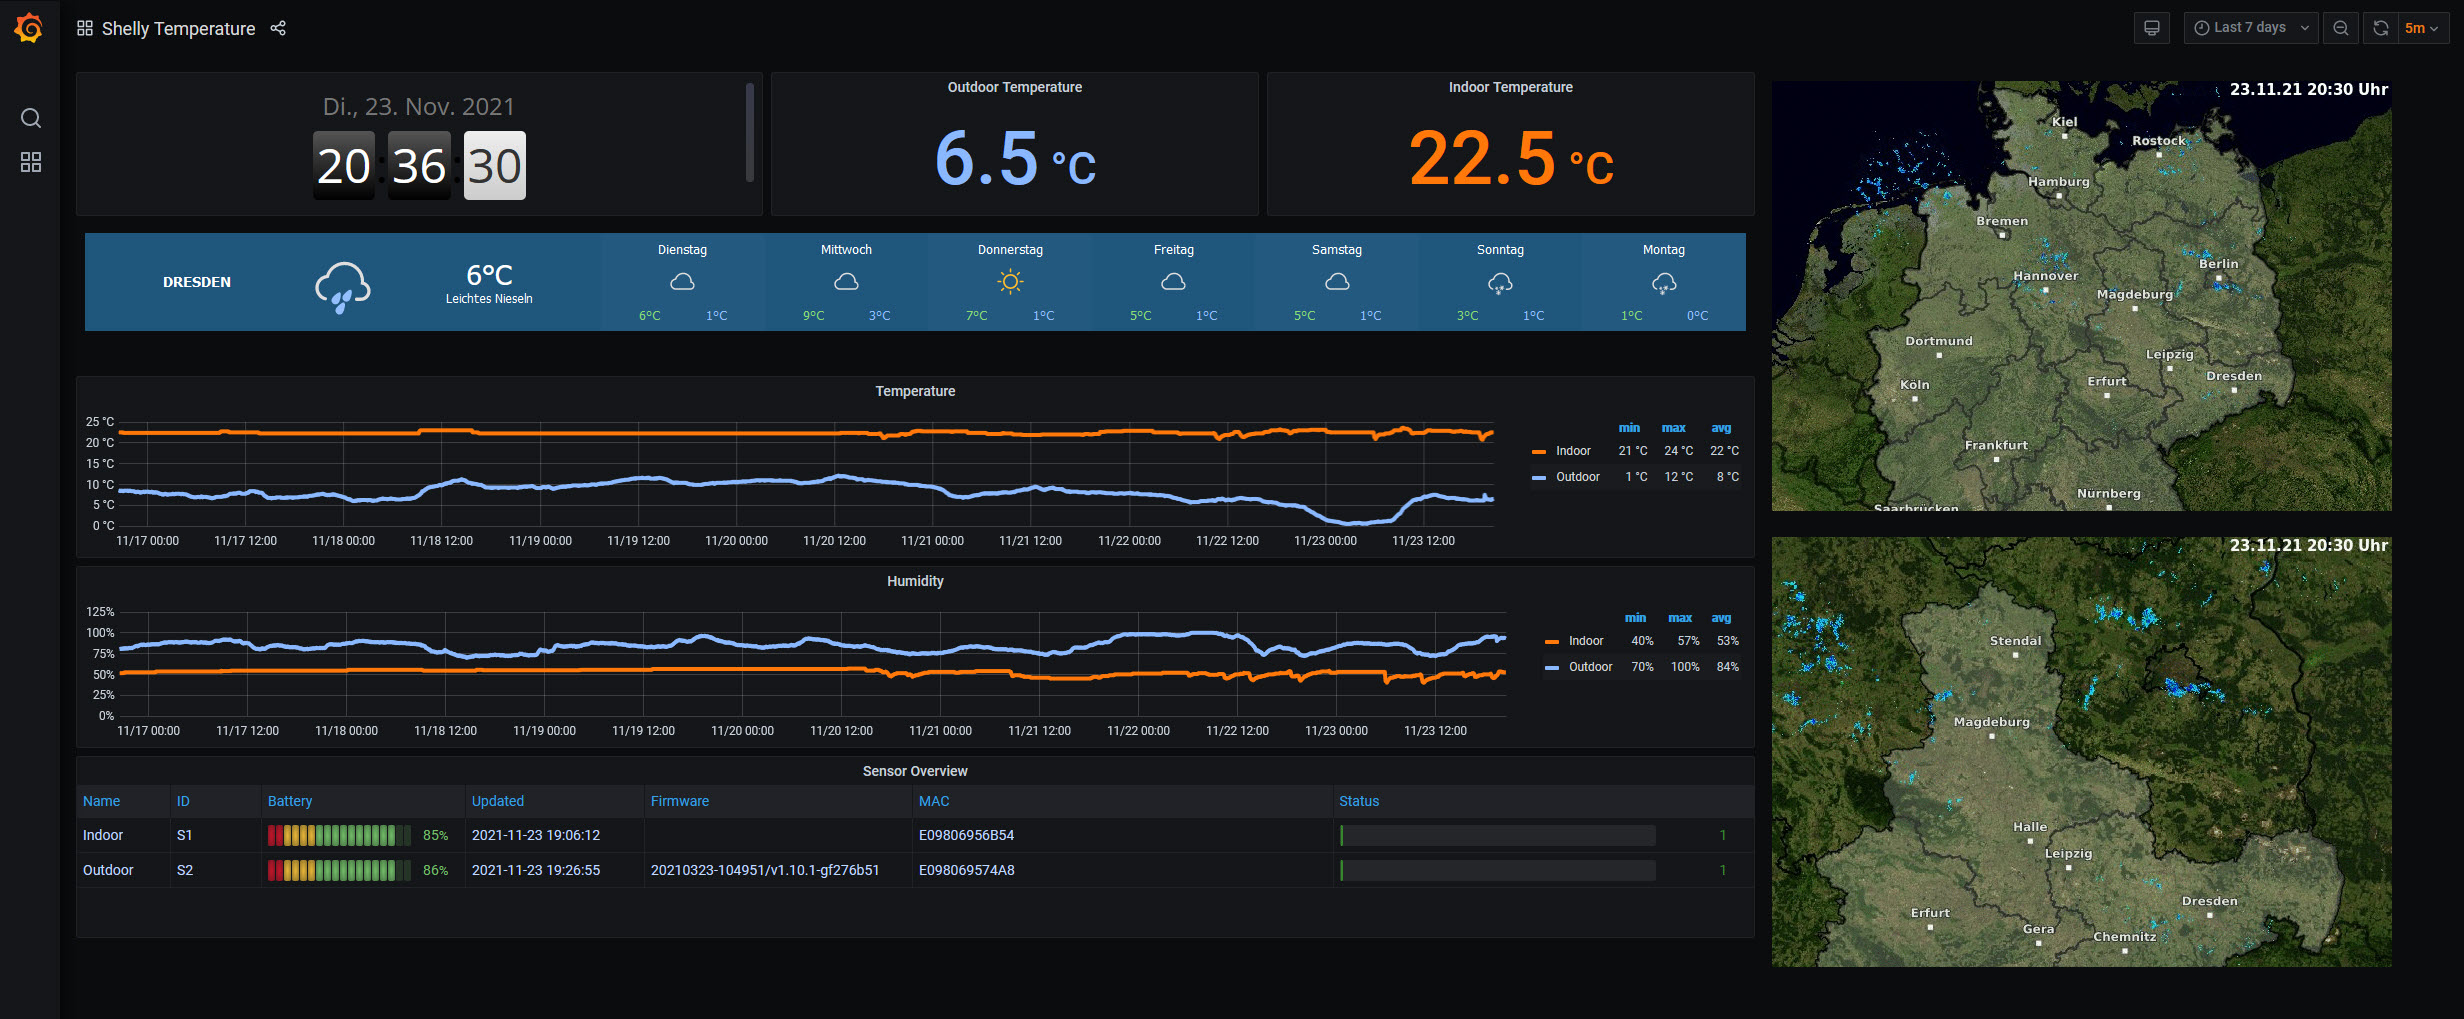 Shelly Temperature
Last 7 days
5m
Di., 23. Nov. 2021
20:36:30
Outdoor Temperature
6.5 °C
Indoor Temperature
22.5 °C
DRESDEN
6°C
Leichtes Nieseln
Dienstag Mittwoch Donnerstag Freitag Samstag Sonntag Montag
6°C 1°C 9°C 3°C 7°C 1°C 5°C 1°C 5°C 1°C 3°C 1°C 1°C 0°C
Temperature
25 °C
20 °C
15 °C
10 °C
5 °C
0 °C
11/17 00:00 11/17 12:00 11/18 00:00 11/18 12:00 11/19 00:00 11/19 12:00 11/20 00:00 11/20 12:00 11/21 00:00 11/21 12:00 11/22 00:00 11/22 12:00 11/23 00:00 11/23 12:00
min max avg
Indoor 21 °C 24 °C 22 °C
Outdoor 1 °C 12 °C 8 °C
Humidity
125%
100%
75%
50%
25%
0%
11/17 00:00 11/17 12:00 11/18 00:00 11/18 12:00 11/19 00:00 11/19 12:00 11/20 00:00 11/20 12:00 11/21 00:00 11/21 12:00 11/22 00:00 11/22 12:00 11/23 00:00 11/23 12:00
min max avg
Indoor 40% 57% 53%
Outdoor 70% 100% 84%
Sensor Overview
Name ID Battery Updated Firmware MAC Status
Indoor S1 85% 2021-11-23 19:06:12 E09806956B54 1
Outdoor S2 86% 2021-11-23 19:26:55 20210323-104951/v1.10.1-gf276b51 E098069574A8 1
23.11.21 20:30 Uhr
Kiel
Rostock
Hamburg
Bremen
Berlin
Hannover
Magdeburg
Dortmund
Leipzig
Dresden
Erfurt
Köln
Frankfurt
Nürnberg
Saarbrücken
23.11.21 20:30 Uhr
Stendal
Magdeburg
Halle
Leipzig
Dresden
Erfurt
Gera
Chemnitz